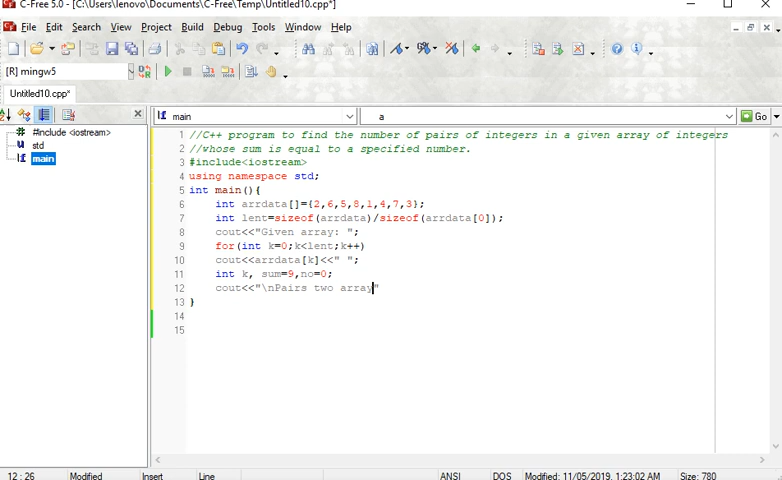 C-Free 5.0 - [C:\Users\lenovo\Documents\C-Free\Temp\Untitled10.cpp*]
File Edit Search View Project Build Debug Tools Window Help
[R] mingw5
Untitled10.cpp*
main a Go
#include <iostream>
std
main
1 //C++ program to find the number of pairs of integers in a given array of integers
2 //whose sum is equal to a specified number.
3 #include<iostream>
4 using namespace std;
5 int main(){
6 int arrdata[]={2,6,5,8,1,4,7,3};
7 int lent=sizeof(arrdata)/sizeof(arrdata[0]);
8 cout<<"Given array: ";
9 for(int k=0;k<lent;k++)
10 cout<<arrdata[k]<<" ";
11 int k, sum=9,no=0;
12 cout<<"\nPairs two array"
13 }
14
15
12 : 26 Modified Insert Line ANSI DOS Modified: 11/05/2019, 1:23:02 AM Size: 780